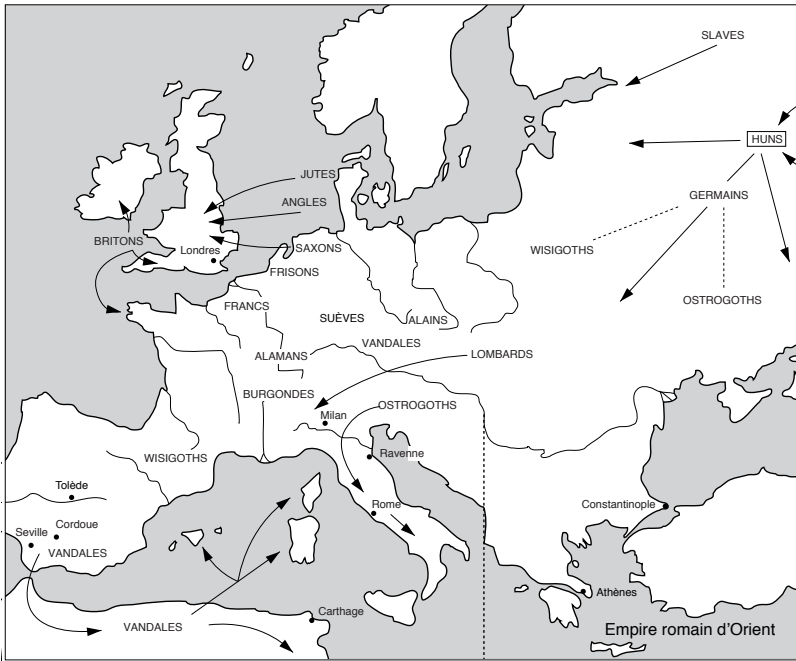 SLAVES
HUNS
JUTES
GERMAINS
ANGLES
BRITONS
Londres
SAXONS
WISIGOTHS
FRISONS
OSTROGOTHS
FRANCS
SUÈVES
ALAINS
VANDALES
ALAMANS
LOMBARDS
BURGONDES
OSTROGOTHS
Milan
WISIGOTHS
Ravenne
Tolède
Rome
Constantinople
Seville
Cordoue
VANDALES
Athènes
Carthage
VANDALES
Empire romain d'Orient